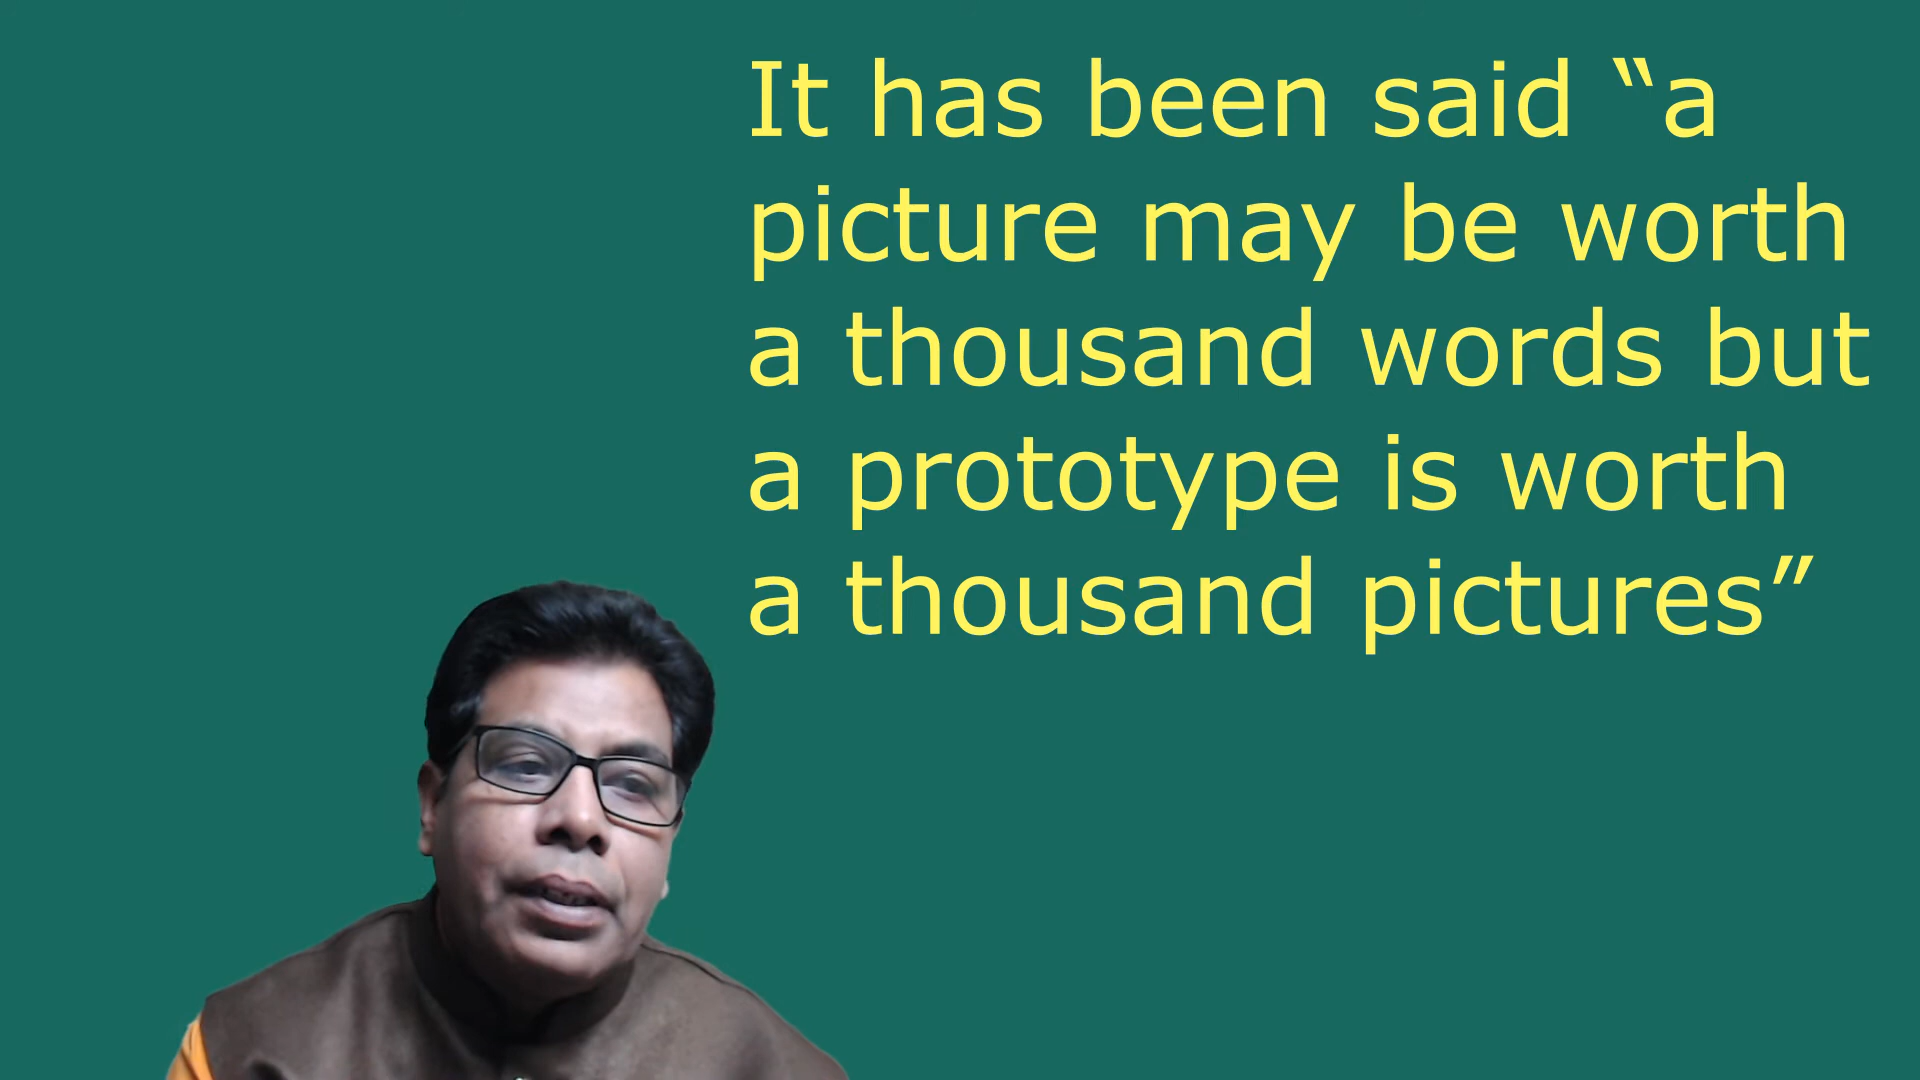 It has been said “a
picture may be worth
a thousand words but
a prototype is worth
a thousand pictures”